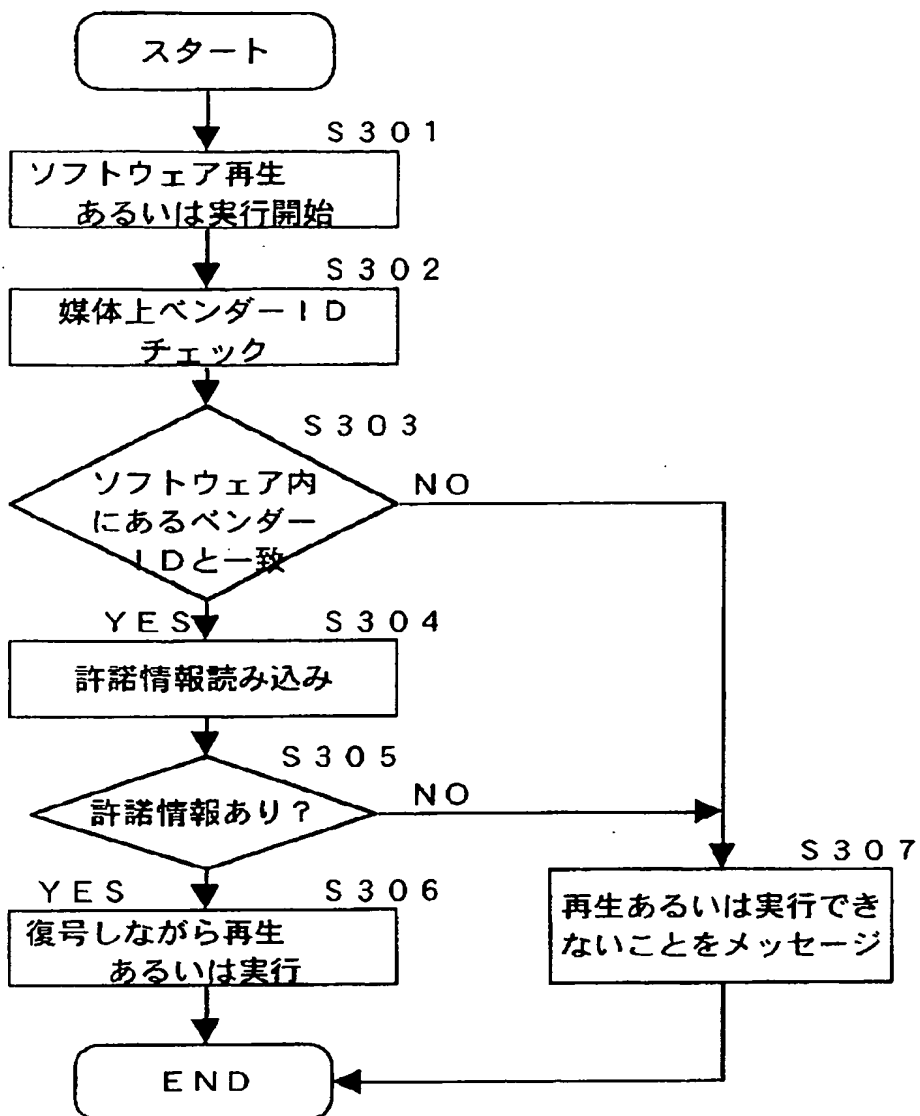 スタート
Ｓ３０１
ソフトウェア再生
あるいは実行開始
Ｓ３０２
媒体上ベンダーＩＤ
チェック
Ｓ３０３
ソフトウェア内
にあるベンダー
ＩＤと一致
ＮＯ
ＹＥＳ
Ｓ３０４
許諾情報読み込み
Ｓ３０５
許諾情報あり？
ＮＯ
ＹＥＳ
Ｓ３０６
復号しながら再生
あるいは実行
Ｓ３０７
再生あるいは実行でき
ないことをメッセージ
ＥＮＤ